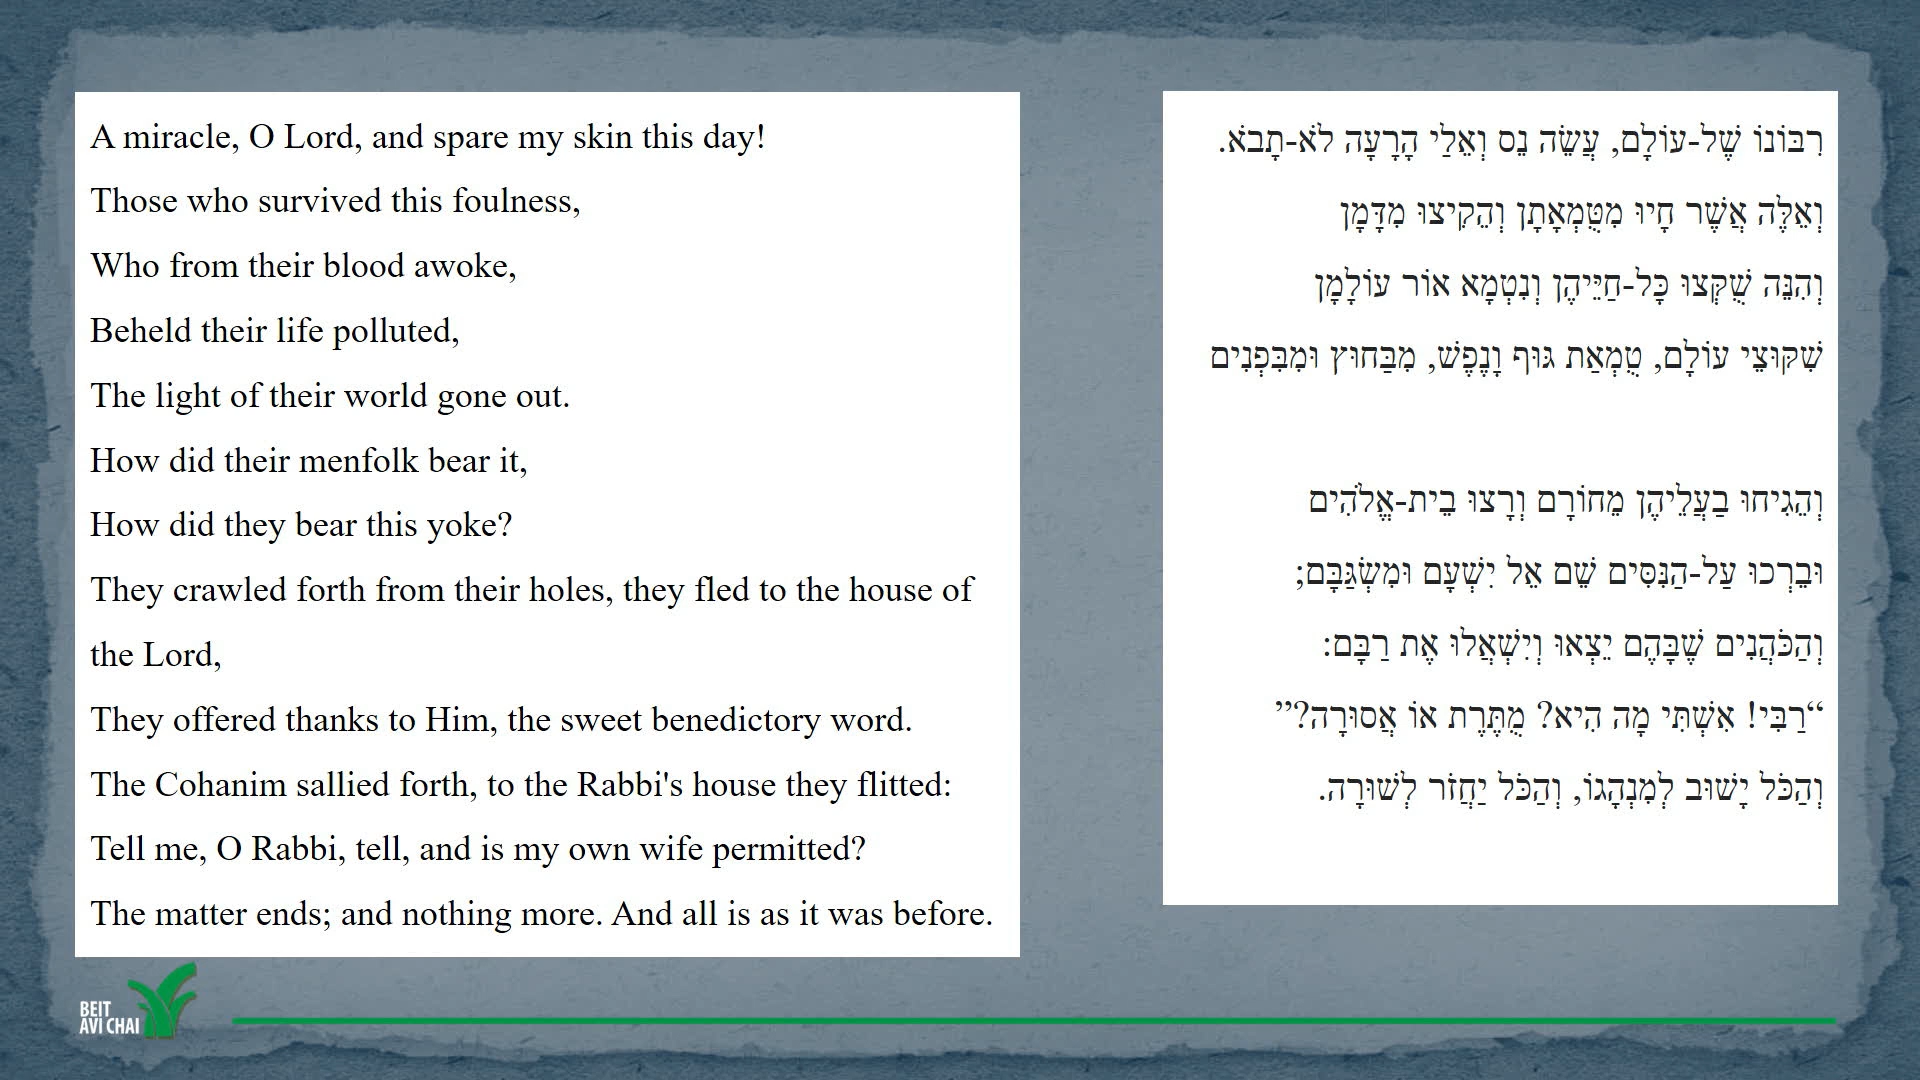 A miracle, O Lord, and spare my skin this day!
Those who survived this foulness,
Who from their blood awoke,
Beheld their life polluted,
The light of their world gone out.
How did their menfolk bear it,
How did they bear this yoke?
They crawled forth from their holes, they fled to the house of
the Lord,
They offered thanks to Him, the sweet benedictory word.
The Cohanim sallied forth, to the Rabbi's house they flitted:
Tell me, O Rabbi, tell, and is my own wife permitted?
The matter ends; and nothing more. And all is as it was before.
רִבּוֹנוֹ שֶׁל-עוֹלָם, עֲשֵׂה נֵס וְאֵלַי הָרָעָה לֹא-תָבֹא.
וְאֵלֶּה אֲשֶׁר חָיוּ מִטֻּמְאָתָן וְהֵקִיצוּ מִדָּמָן
וְהִנֵּה שֻׁקְּצוּ כָּל-חַיֵּיהֶן וְנִטְמָא אוֹר עוֹלָמָן
שִׁקּוּצֵי עוֹלָם, טֻמְאַת גּוּף וָנֶפֶשׁ, מִבַּחוּץ וּמִבִּפְנִים
וְהֵגִיחוּ בַעֲלֵיהֶן מֵחוֹרָם וְרָצוּ בֵית-אֱלֹהִים
וּבֵרְכוּ עַל-הַנִּסִּים שֵׁם אֵל יִשְׁעָם וּמִשְׂגַּבָּם;
וְהַכֹּהֲנִים שֶׁבָּהֶם יֵצְאוּ וְיִשְׁאֲלוּ אֶת רַבָּם:
“רַבִּי! אִשְׁתִּי מָה הִיא? מֻתֶּרֶת אוֹ אֲסוּרָה?”
וְהַכֹּל יָשׁוּב לְמִנְהָגוֹ, וְהַכֹּל יַחֲזֹר לְשׁוּרָה.
BEIT
AVI CHAI